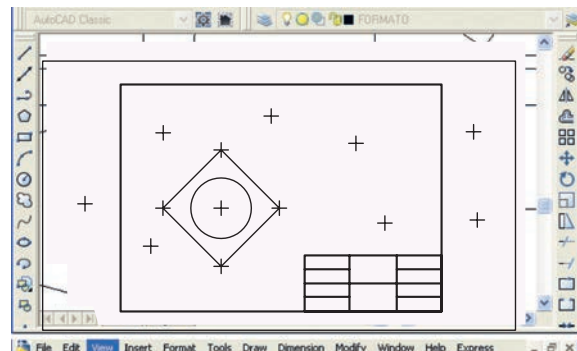 AutoCAD Classic FORMATO
File Edit View Insert Format Tools Draw Dimension Modify Window Help Express